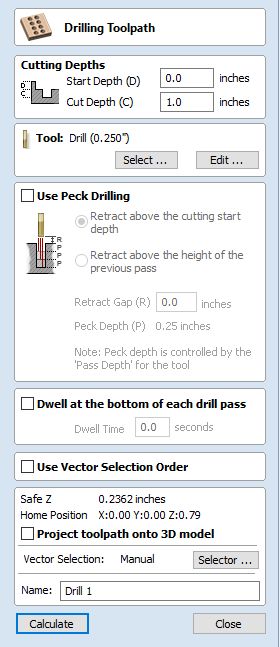 Drilling Toolpath
Cutting Depths
Start Depth (D) 0.0 inches
D
C
Cut Depth (C) 1.0 inches
Tool: Drill (0.250")
Select ... Edit ...
Use Peck Drilling
Retract above the cutting start
depth
R
P
P
P
Retract above the height of the
previous pass
Retract Gap (R) 0.0 inches
Peck Depth (P) 0.25 inches
Note: Peck depth is controlled by the
'Pass Depth' for the tool
Dwell at the bottom of each drill pass
Dwell Time 0.0 seconds
Use Vector Selection Order
Safe Z 0.2362 inches
Home Position X:0.00 Y:0.00 Z:0.79
Project toolpath onto 3D model
Vector Selection: Manual Selector ...
Name: Drill 1
Calculate Close